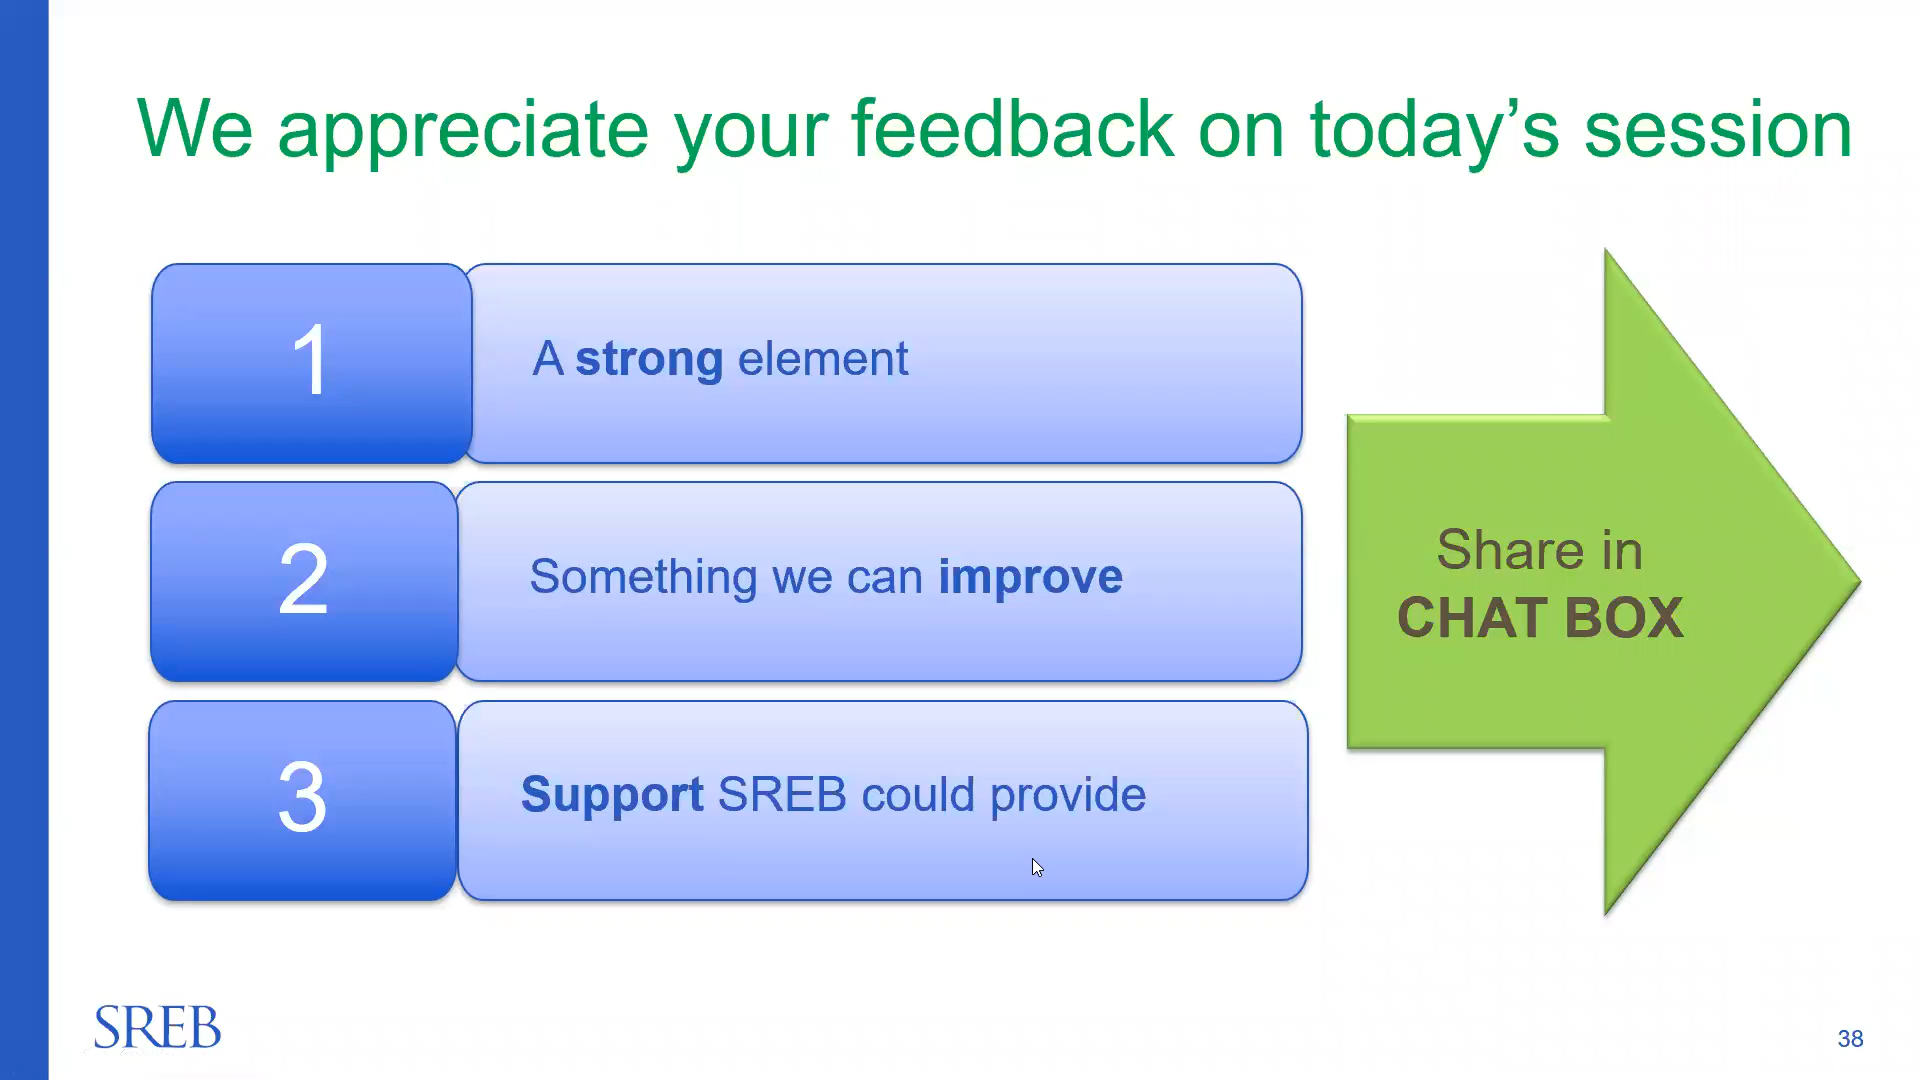 We appreciate your feedback on today’s session
1
A strong element
2
Something we can improve
3
Support SREB could provide
Share in
CHAT BOX
SREB
38